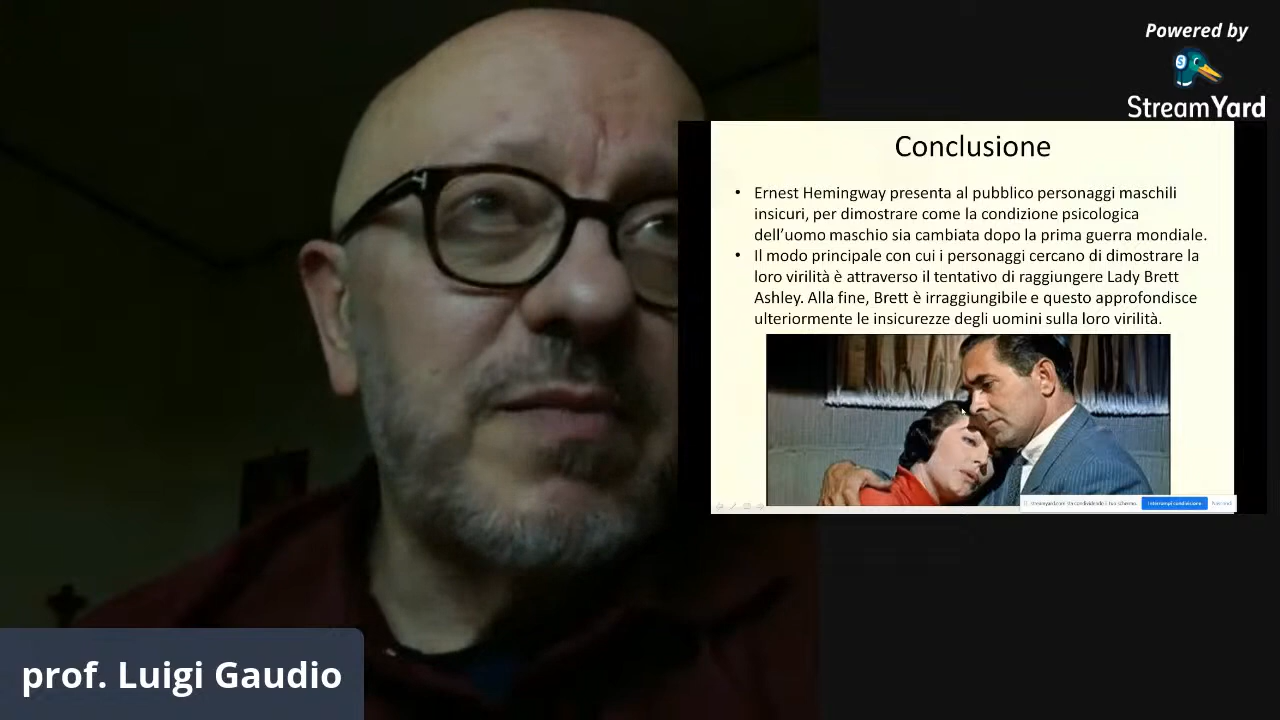 Powered by
StreamYard
Conclusione
• Ernest Hemingway presenta al pubblico personaggi maschili
insicuri, per dimostrare come la condizione psicologica
dell'uomo maschio sia cambiata dopo la prima guerra mondiale.
• Il modo principale con cui i personaggi cercano di dimostrare la
loro virilità è attraverso il tentativo di raggiungere Lady Brett
Ashley. Alla fine, Brett è irraggiungibile e questo approfondisce
ulteriormente le insicurezze degli uomini sulla loro virilità.
Interrompi condivisione
prof. Luigi Gaudio